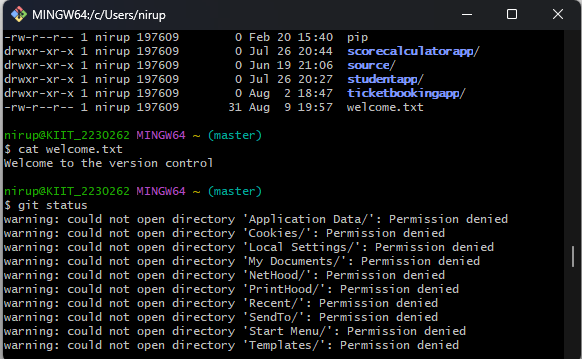 MINGW64:/c/Users/nirup
-rw-r--r-- 1 nirup 197609 0 Feb 20 15:40 pip
drwxr-xr-x 1 nirup 197609 0 Jul 26 20:44 scorecalculatorapp/
drwxr-xr-x 1 nirup 197609 0 Jun 19 21:06 source/
drwxr-xr-x 1 nirup 197609 0 Jul 26 20:27 studentapp/
drwxr-xr-x 1 nirup 197609 0 Aug 2 18:47 ticketbookingapp/
-rw-r--r-- 1 nirup 197609 31 Aug 9 19:57 welcome.txt
nirup@KIIT_2230262 MINGW64 ~ (master)
$ cat welcome.txt
Welcome to the version control
nirup@KIIT_2230262 MINGW64 ~ (master)
$ git status
warning: could not open directory 'Application Data/': Permission denied
warning: could not open directory 'Cookies/': Permission denied
warning: could not open directory 'Local Settings/': Permission denied
warning: could not open directory 'My Documents/': Permission denied
warning: could not open directory 'NetHood/': Permission denied
warning: could not open directory 'PrintHood/': Permission denied
warning: could not open directory 'Recent/': Permission denied
warning: could not open directory 'SendTo/': Permission denied
warning: could not open directory 'Start Menu/': Permission denied
warning: could not open directory 'Templates/': Permission denied